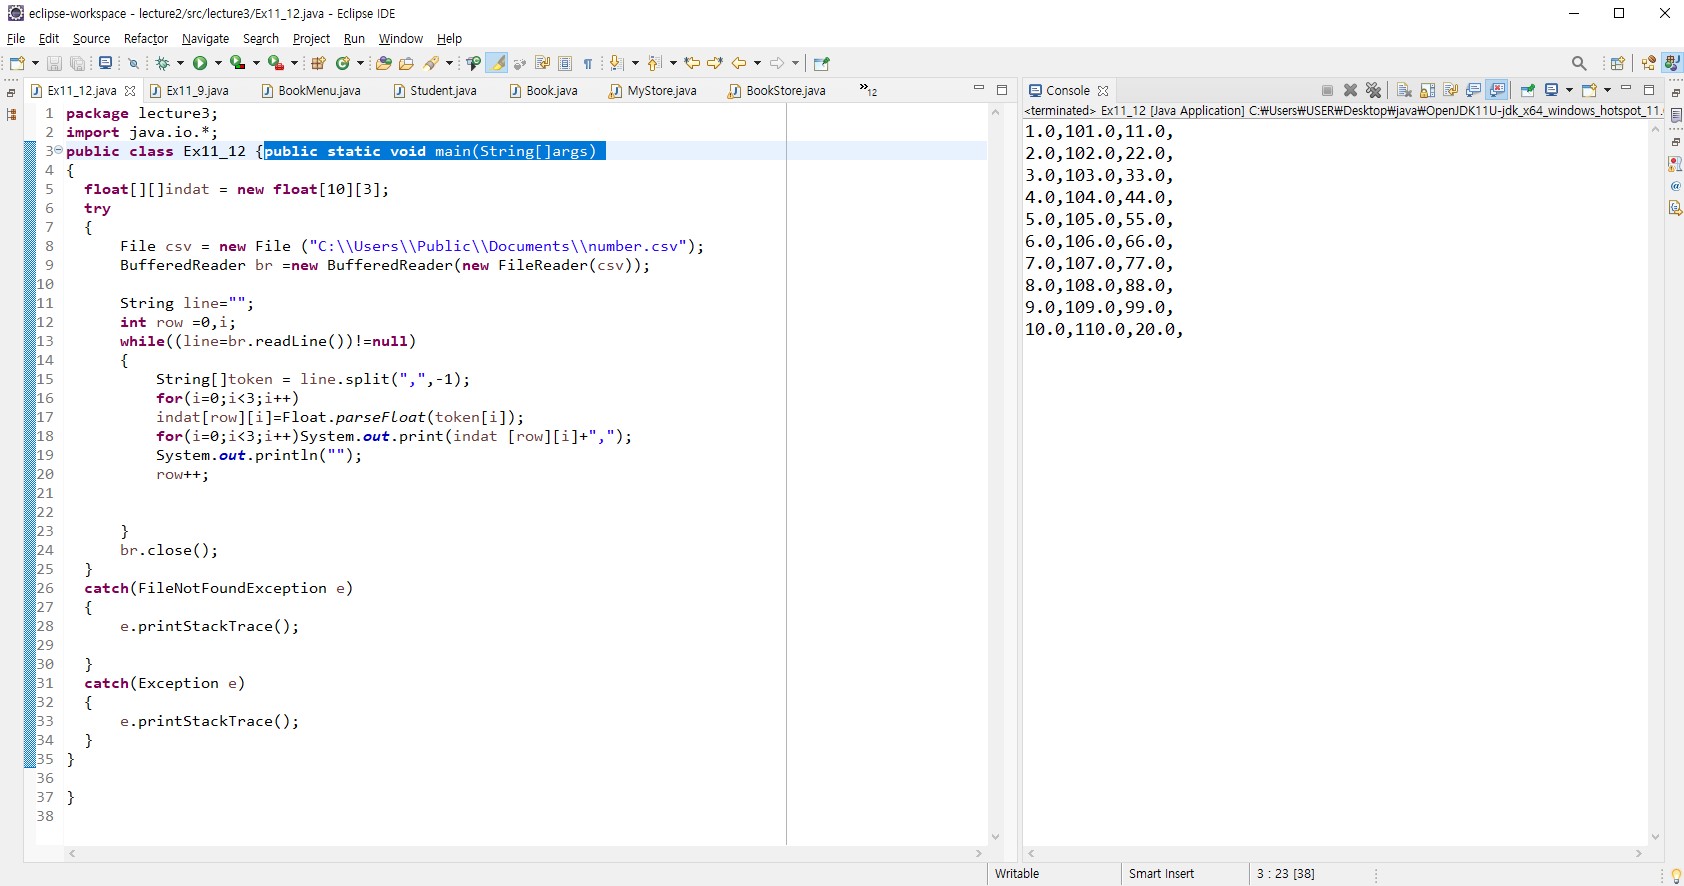 eclipse-workspace - lecture2/src/lecture3/Ex11_12.java - Eclipse IDE
File Edit Source Refactor Navigate Search Project Run Window Help
Ex11_12.java Ex11_9.java BookMenu.java Student.java Book.java MyStore.java BookStore.java »12
1 package lecture3;
2 import java.io.*;
3 public class Ex11_12 {public static void main(String[]args)
4 {
5 float[][]indat = new float[10][3];
6 try
7 {
8 File csv = new File ("C:\\Users\\Public\\Documents\\number.csv");
9 BufferedReader br =new BufferedReader(new FileReader(csv));
10
11 String line="";
12 int row =0,i;
13 while((line=br.readLine())!=null)
14 {
15 String[]token = line.split(",",-1);
16 for(i=0;i<3;i++)
17 indat[row][i]=Float.parseFloat(token[i]);
18 for(i=0;i<3;i++)System.out.print(indat [row][i]+",");
19 System.out.println("");
20 row++;
21
22
23 }
24 br.close();
25 }
26 catch(FileNotFoundException e)
27 {
28 e.printStackTrace();
29
30 }
31 catch(Exception e)
32 {
33 e.printStackTrace();
34 }
35 }
36
37 }
38
Console
<terminated> Ex11_12 [Java Application] C:₩Users₩USER₩Desktop₩java₩OpenJDK11U-jdk_x64_windows_hotspot_11.
1.0,101.0,11.0,
2.0,102.0,22.0,
3.0,103.0,33.0,
4.0,104.0,44.0,
5.0,105.0,55.0,
6.0,106.0,66.0,
7.0,107.0,77.0,
8.0,108.0,88.0,
9.0,109.0,99.0,
10.0,110.0,20.0,
Writable Smart Insert 3 : 23 [38]